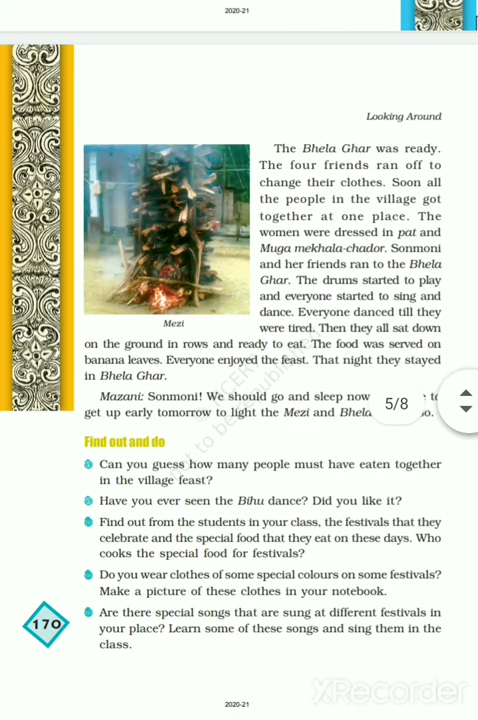 2020-21
Looking Around
The Bhela Ghar was ready.
The four friends ran off to
change their clothes. Soon all
the people in the village got
together at one place. The
women were dressed in pat and
Muga mekhala-chador. Sonmoni
and her friends ran to the Bhela
Ghar. The drums started to play
and everyone started to sing and
dance. Everyone danced till they
were tired. Then they all sat down
Mezi
on the ground in rows and ready to eat. The food was served on
banana leaves. Everyone enjoyed the feast. That night they stayed
in Bhela Ghar.
Mazani: Sonmoni! We should go and sleep now to
get up early tomorrow to light the Mezi and Bhela so.
5/8
Find out and do
Can you guess how many people must have eaten together
in the village feast?
Have you ever seen the Bihu dance? Did you like it?
Find out from the students in your class, the festivals that they
celebrate and the special food that they eat on these days. Who
cooks the special food for festivals?
Do you wear clothes of some special colours on some festivals?
Make a picture of these clothes in your notebook.
Are there special songs that are sung at different festivals in
your place? Learn some of these songs and sing them in the
class.
170
2020-21
XRecorder